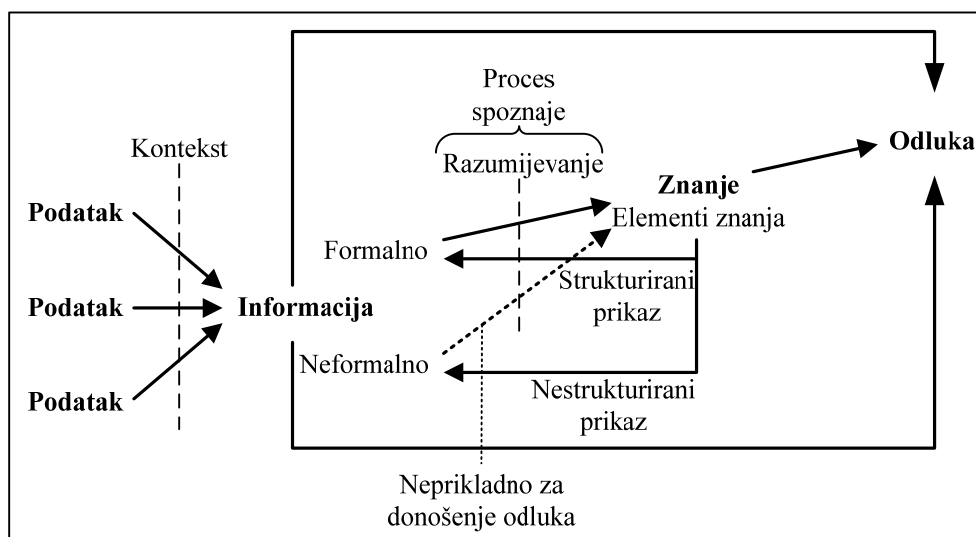 Proces
spoznaje
Odluka
Kontekst
Razumijevanje
Znanje
Podatak
Elementi znanja
Formalno
Strukturirani
prikaz
Podatak
Informacija
Neformalno
Nestrukturirani
prikaz
Podatak
Neprikladno za
donošenje odluka